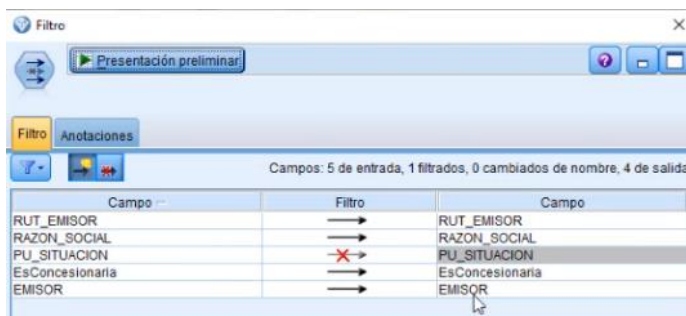 Filtro
Presentación preliminar
Filtro Anotaciones
Campos: 5 de entrada, 1 filtrados, 0 cambiados de nombre, 4 de salida
Campo Filtro Campo
RUT_EMISOR RUT_EMISOR
RAZON_SOCIAL RAZON_SOCIAL
PU_SITUACION PU_SITUACION
EsConcesionaria EsConcesionaria
EMISOR EMISOR